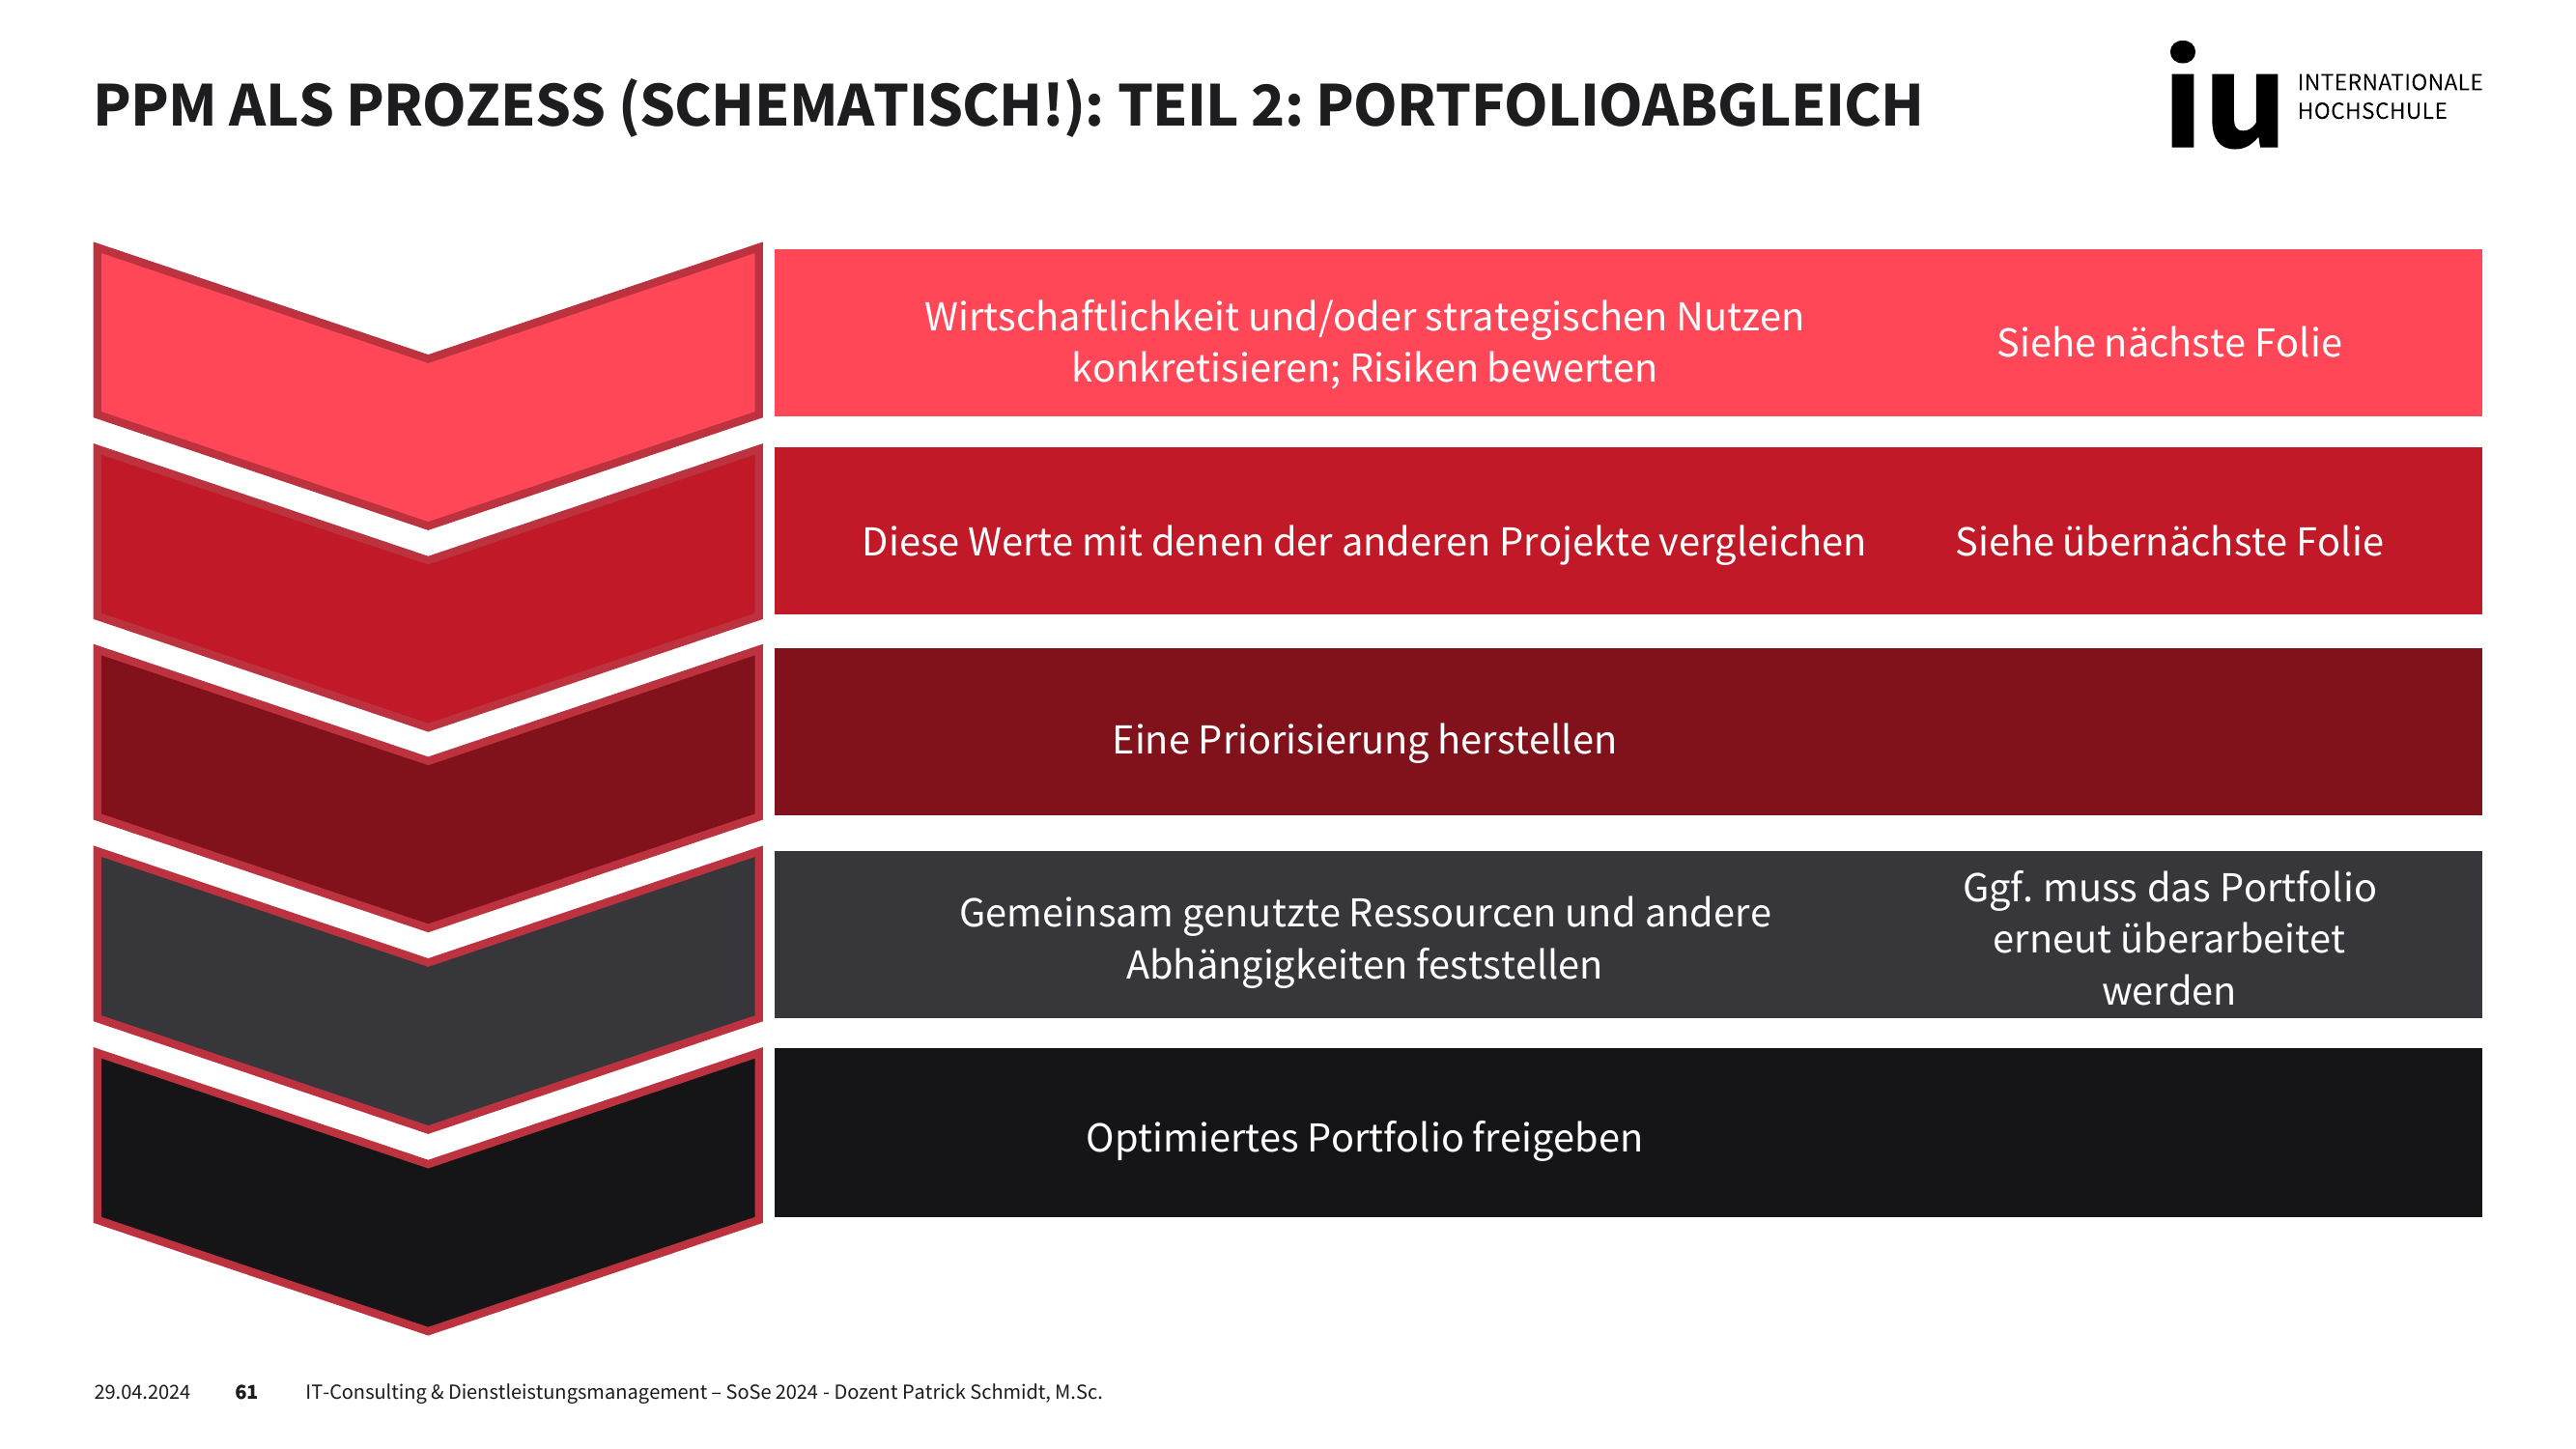 PPM ALS PROZESS (SCHEMATISCH!): TEIL 2: PORTFOLIOABGLEICH
iu
INTERNATIONALE
HOCHSCHULE
Wirtschaftlichkeit und/oder strategischen Nutzen
konkretisieren; Risiken bewerten
Siehe nächste Folie
Diese Werte mit denen der anderen Projekte vergleichen
Siehe übernächste Folie
Eine Priorisierung herstellen
Gemeinsam genutzte Ressourcen und andere
Abhängigkeiten feststellen
Ggf. muss das Portfolio
erneut überarbeitet
werden
Optimiertes Portfolio freigeben
29.04.2024 61 IT-Consulting & Dienstleistungsmanagement – SoSe 2024 - Dozent Patrick Schmidt, M.Sc.